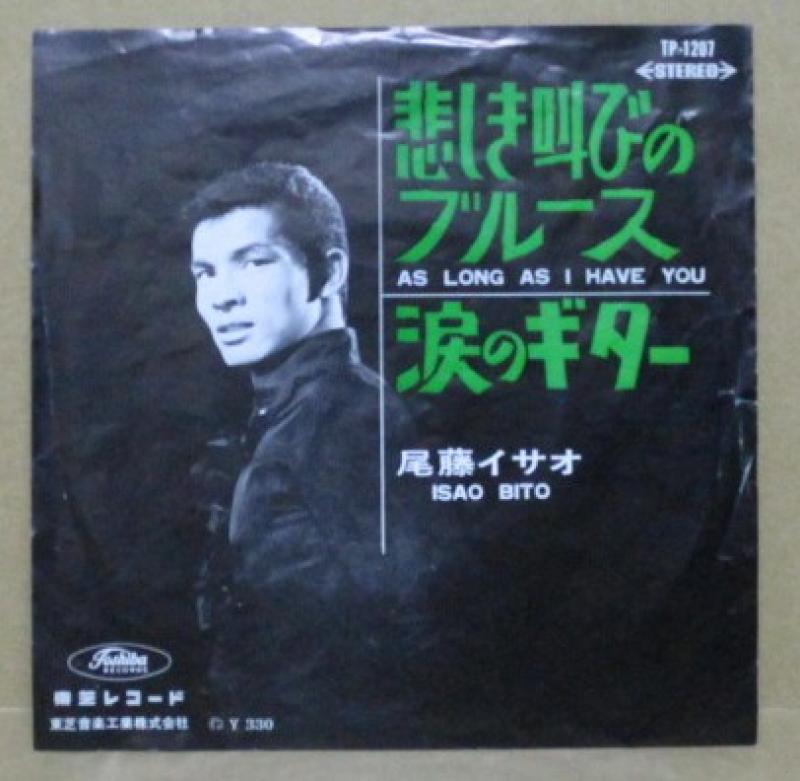 TP-1207
STEREO
悲しき叫びの
ブルース
AS LONG AS I HAVE YOU
涙のギター
尾藤イサオ
ISAO BITO
Toshiba
RECORDS
東芝レコード
東芝音楽工業株式会社 Ⓟ ¥ 330